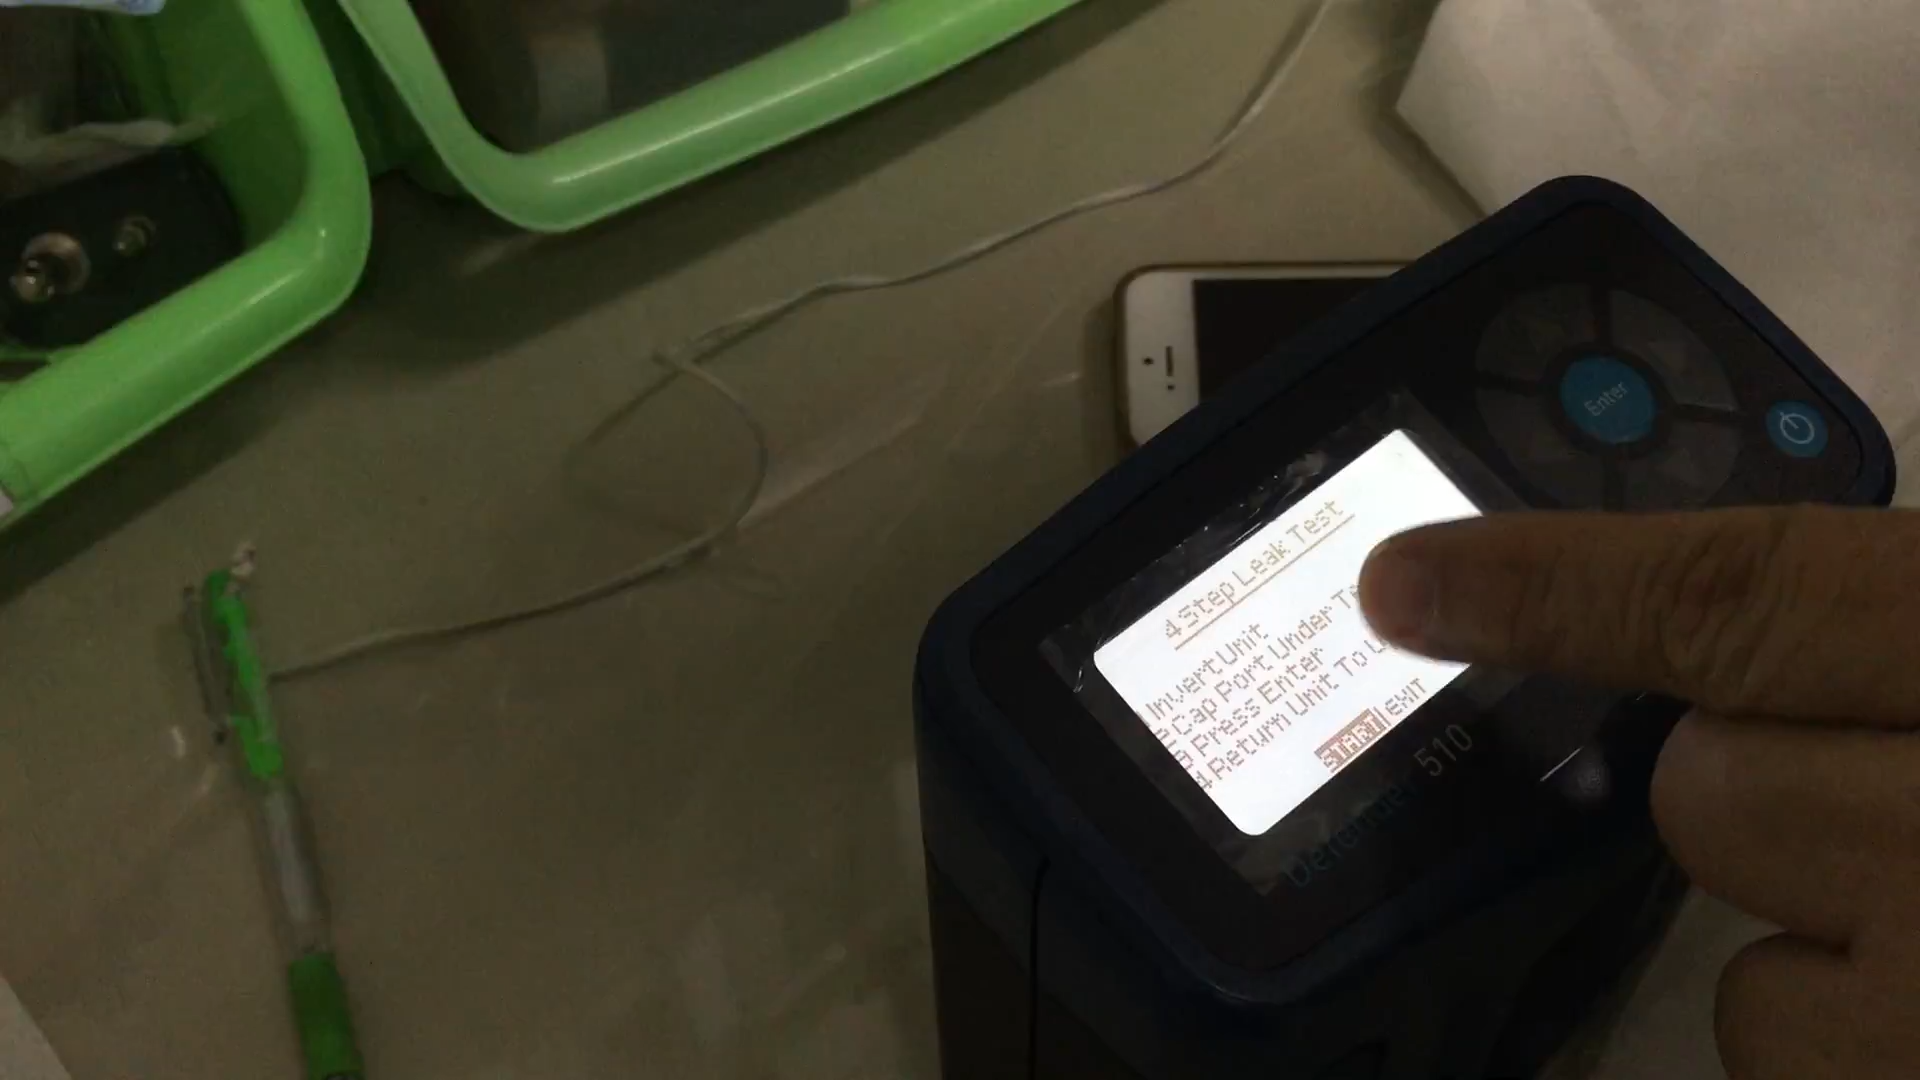 4 Step Leak Test
1 Invert Unit
2 Cap Port Under
3 Press Enter
4 Return Unit To
START|EXIT
Defender 510
Enter